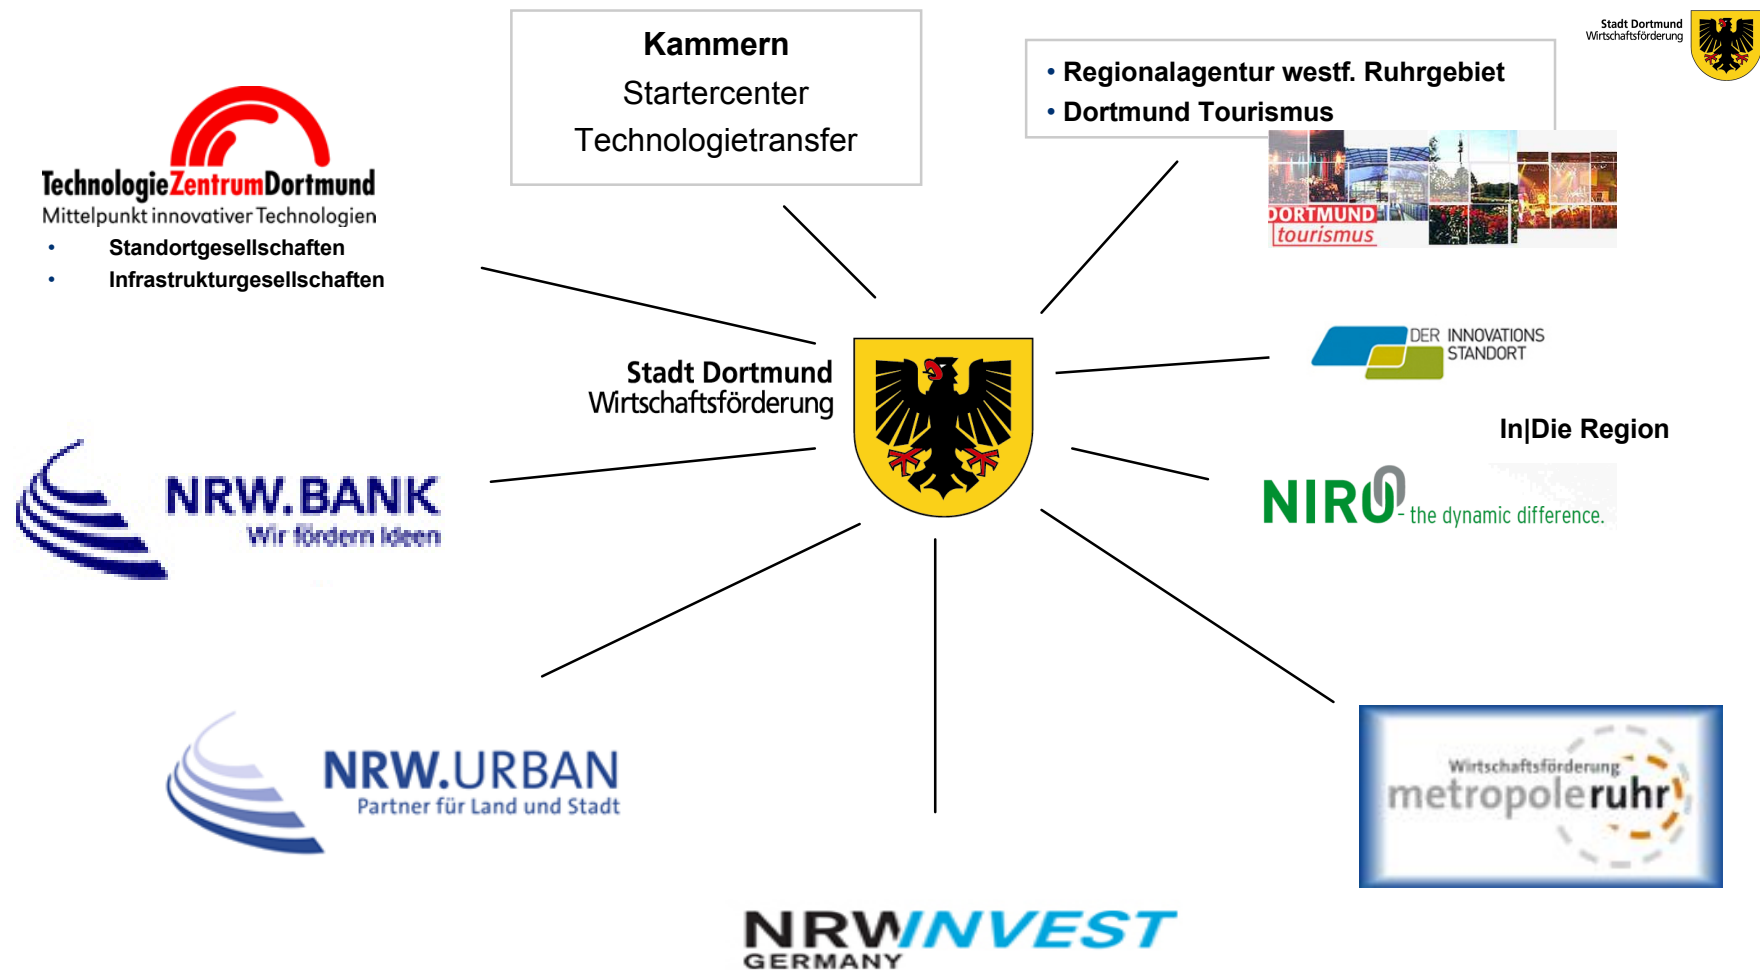 Stadt Dortmund
Wirtschaftsförderung
Kammern
Startercenter
Technologietransfer
• Regionalagentur westf. Ruhrgebiet
• Dortmund Tourismus
DORTMUND
tourismus
TechnologieZentrumDortmund
Mittelpunkt innovativer Technologien
• Standortgesellschaften
• Infrastrukturgesellschaften
DER INNOVATIONS
STANDORT
Stadt Dortmund
Wirtschaftsförderung
In|Die Region
NIRO - the dynamic difference.
NRW.BANK
Wir fördern Ideen
NRW.URBAN
Partner für Land und Stadt
Wirtschaftsförderung
metropoleruhr
NRWINVEST
GERMANY